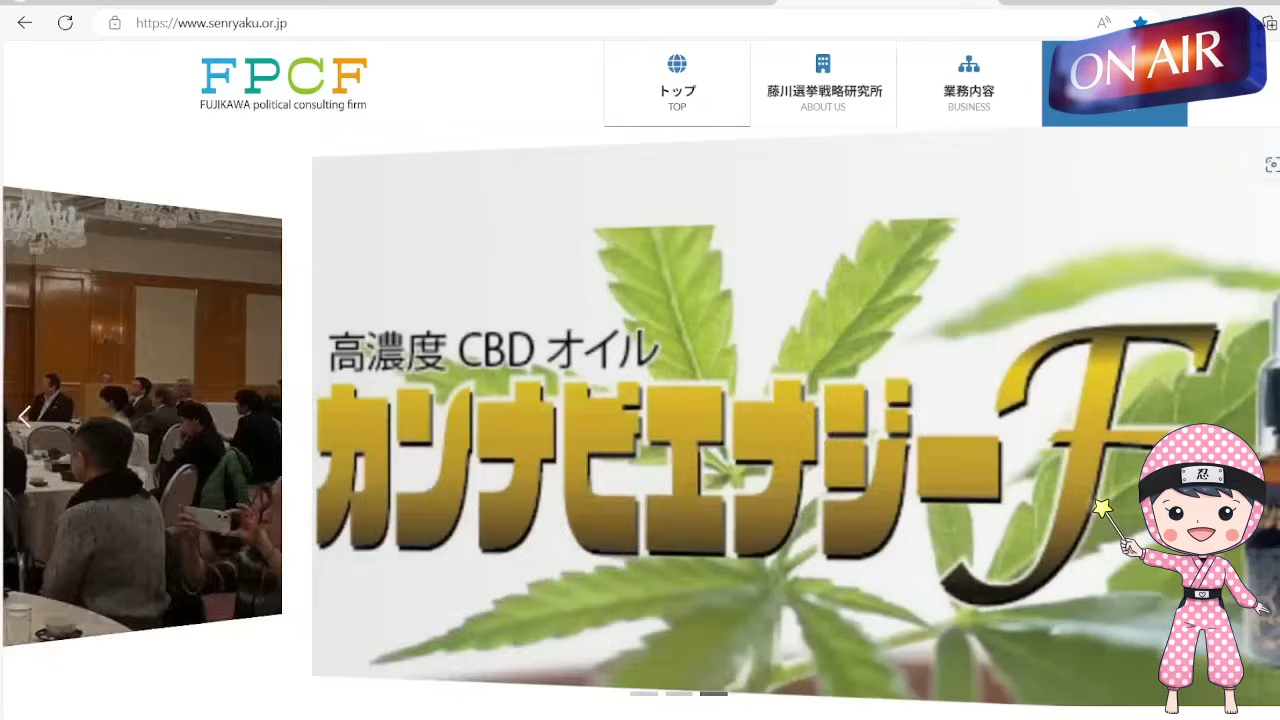 https://www.senryaku.or.jp
FPCF
FUJIKAWA political consulting firm
トップ
TOP
藤川選挙戦略研究所
ABOUT US
業務内容
BUSINESS
ON AIR
高濃度 CBD オイル
カンナビエナジーF
忍